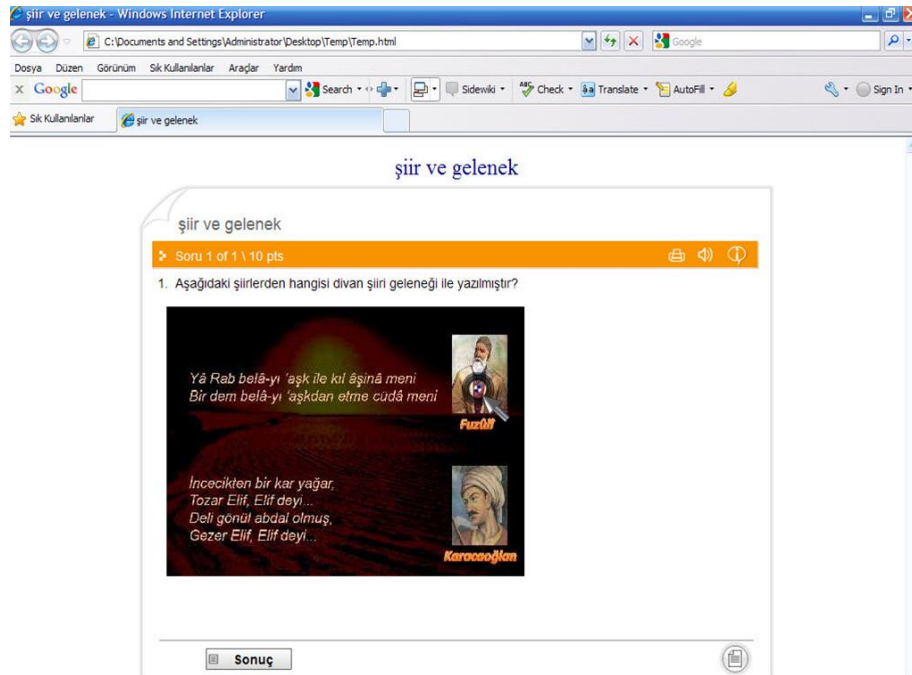 şiir ve gelenek - Windows Internet Explorer
C:\Documents and Settings\Administrator\Desktop\Temp\Temp.html
Google
Dosya Düzen Görünüm Sık Kullanılanlar Araçlar Yardım
x Google Search Sidewiki Check Translate AutoFill Sign In
Sık Kullanılanlar şiir ve gelenek
şiir ve gelenek
şiir ve gelenek
Soru 1 of 1 \ 10 pts
1. Aşağıdaki şiirlerden hangisi divan şiiri geleneği ile yazılmıştır?
Yâ Rab belâ-yı 'aşk ile kıl âşinâ meni
Bir dem belâ-yı 'aşkdan etme cüdâ meni
Fuzûlî
İncecikten bir kar yağar,
Tozar Elif, Elif deyi...
Deli gönül abdal olmuş,
Gezer Elif, Elif deyi...
Karacaoğlan
Sonuç